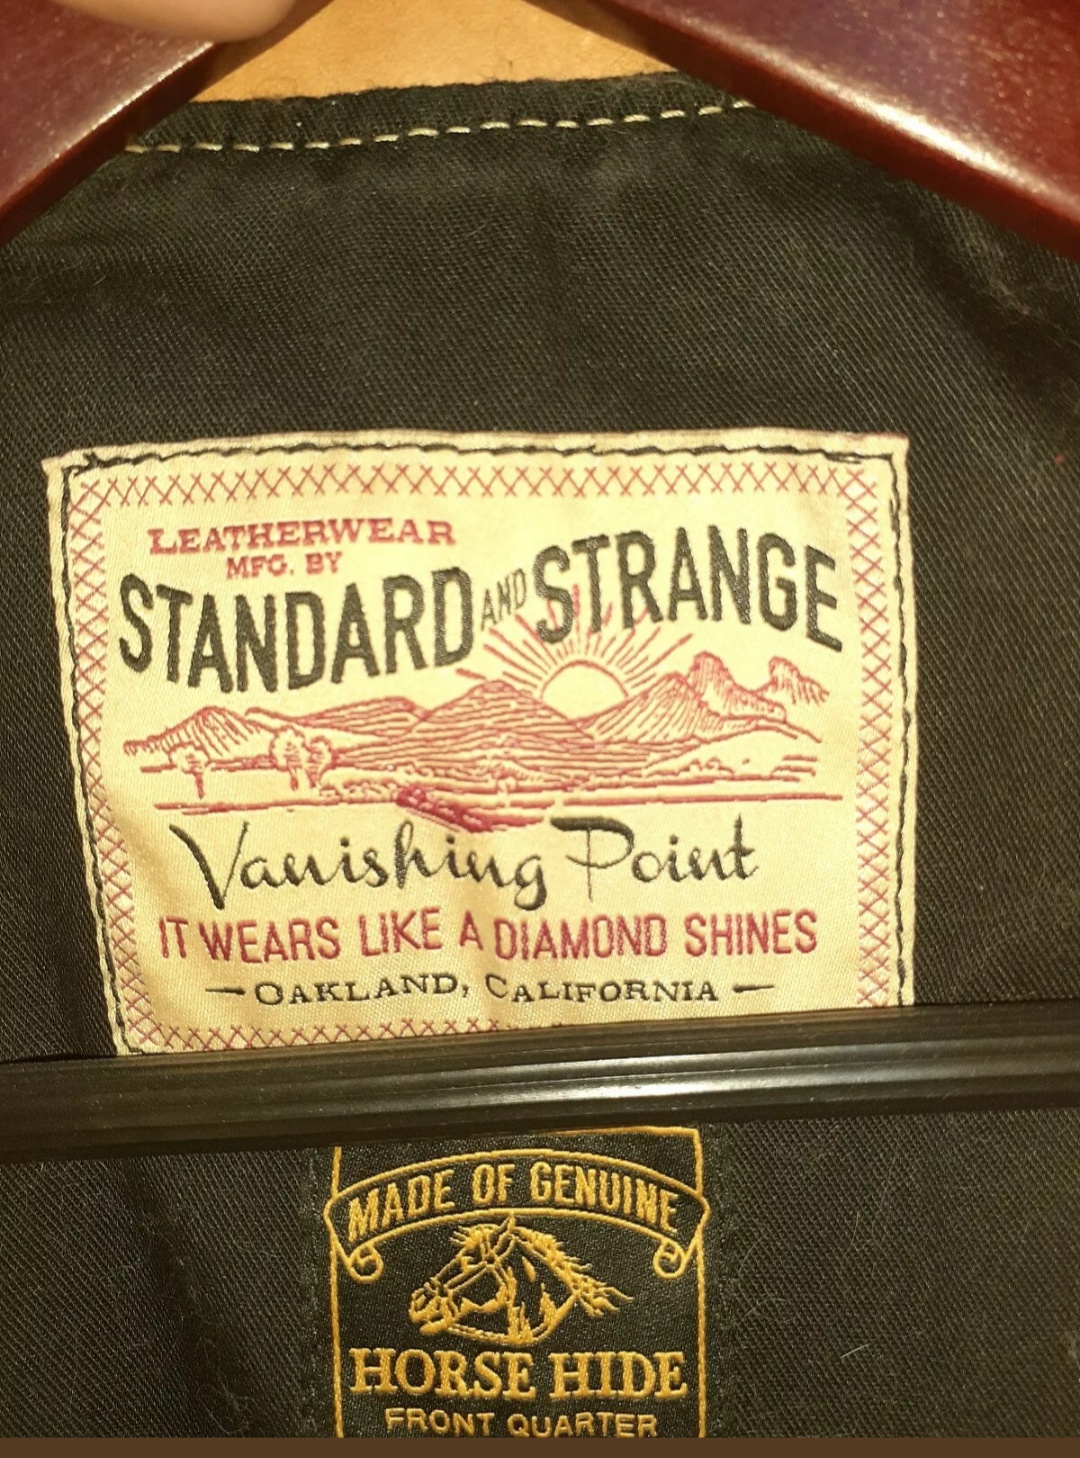 LEATHERWEAR
MFG. BY
STANDARD AND STRANGE
Vanishing Point
IT WEARS LIKE A DIAMOND SHINES
— OAKLAND, CALIFORNIA —
MADE OF GENUINE
HORSE HIDE
FRONT QUARTER